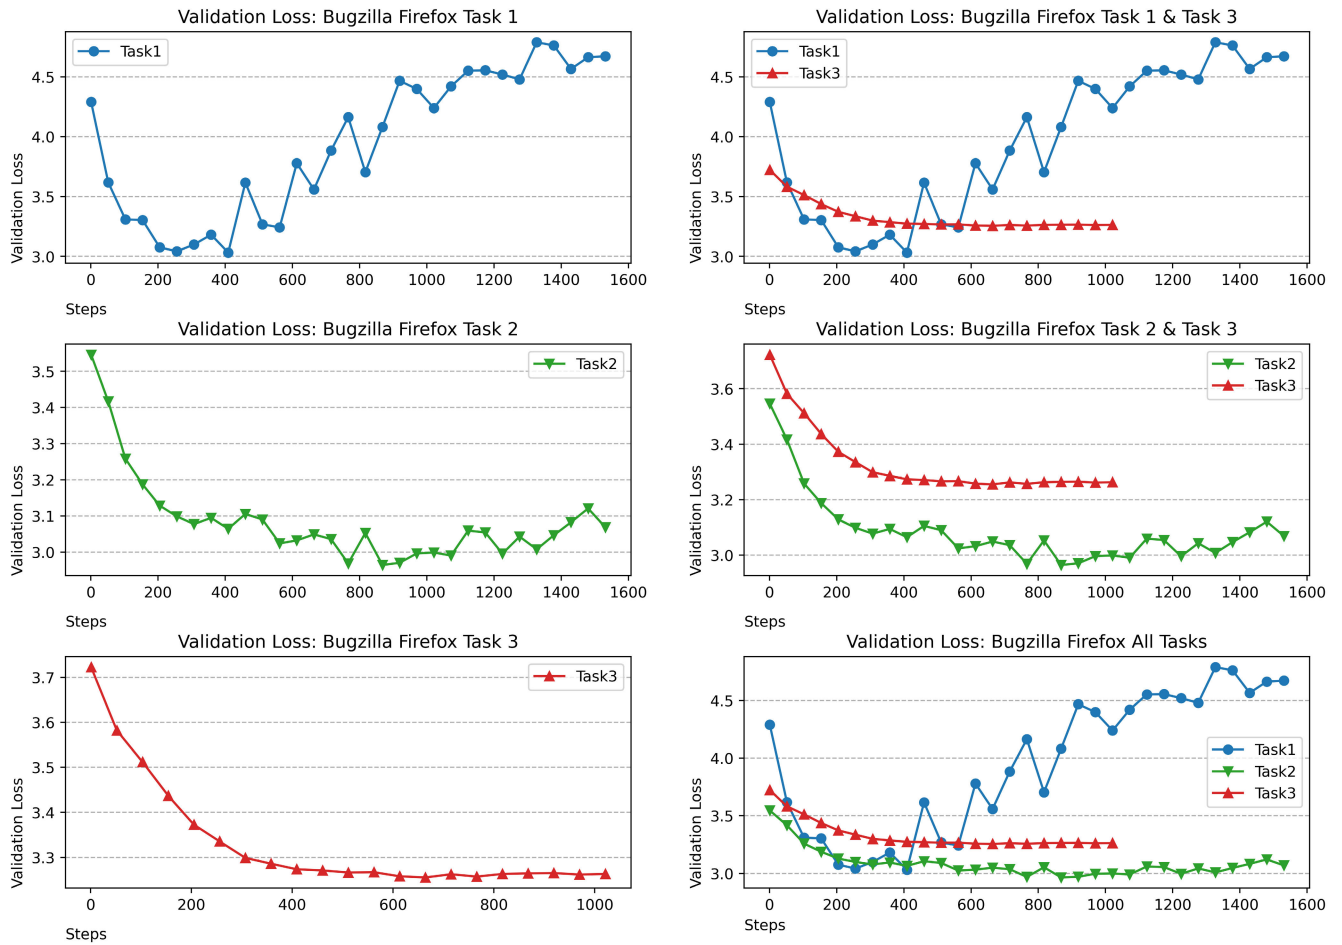 Validation Loss: Bugzilla Firefox Task 1
Validation Loss
4.5
4.0
3.5
3.0
Task1
0 200 400 600 800 1000 1200 1400 1600
Steps
Validation Loss: Bugzilla Firefox Task 1 & Task 3
Validation Loss
4.5
4.0
3.5
3.0
Task1
Task3
0 200 400 600 800 1000 1200 1400 1600
Steps
Validation Loss: Bugzilla Firefox Task 2
Validation Loss
3.5
3.4
3.3
3.2
3.1
3.0
Task2
0 200 400 600 800 1000 1200 1400 1600
Steps
Validation Loss: Bugzilla Firefox Task 2 & Task 3
Validation Loss
3.6
3.4
3.2
3.0
Task2
Task3
0 200 400 600 800 1000 1200 1400 1600
Steps
Validation Loss: Bugzilla Firefox Task 3
Validation Loss
3.7
3.6
3.5
3.4
3.3
Task3
0 200 400 600 800 1000
Steps
Validation Loss: Bugzilla Firefox All Tasks
Validation Loss
4.5
4.0
3.5
3.0
Task1
Task2
Task3
0 200 400 600 800 1000 1200 1400 1600
Steps